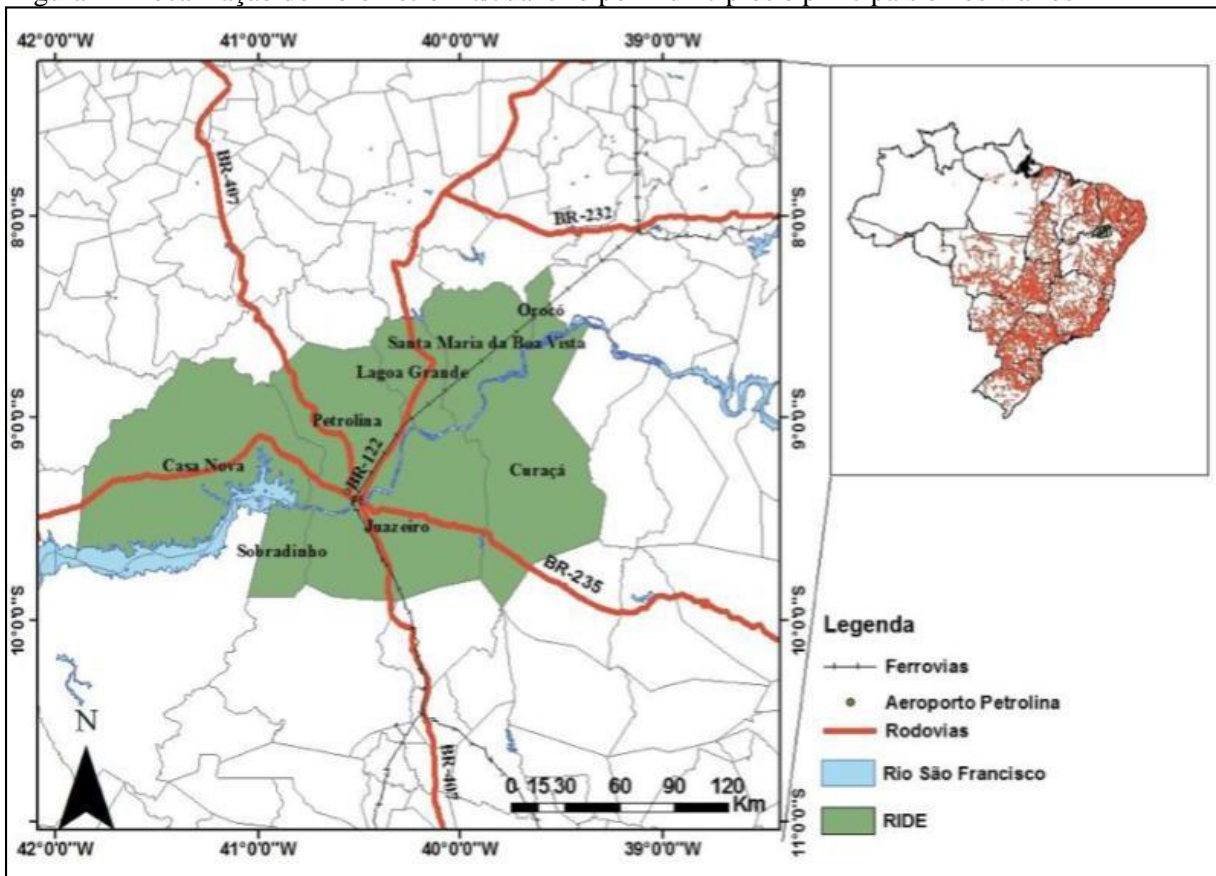 42°0'0"W 41°0'0"W 40°0'0"W 39°0'0"W
8°0'0"S
9°0'0"S
10°0'0"S
8°0'0"S
9°0'0"S
10°0'0"S
11°0'0"S
BR-407
BR-232
Orocó
Santa Maria da Boa Vista
Lagoa Grande
Petrolina
BR-122
Casa Nova
Curaçá
Juazeiro
Sobradinho
BR-235
BR-407
N
0 15 30 60 90 120
Km
42°0'0"W 41°0'0"W 40°0'0"W 39°0'0"W
Legenda
Ferrovias
Aeroporto Petrolina
Rodovias
Rio São Francisco
RIDE